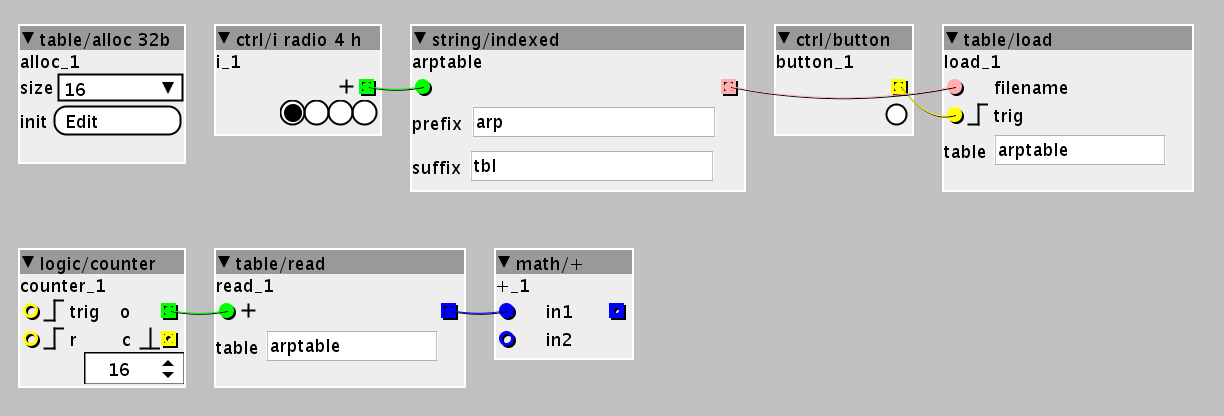 table/alloc 32b
alloc_1
size 16
init Edit
ctrl/i radio 4 h
i_1
+
string/indexed
arptable
prefix arp
suffix tbl
ctrl/button
button_1
table/load
load_1
filename
trig
table arptable
logic/counter
counter_1
trig o
r c
16
table/read
read_1
+
table arptable
math/+
+_1
in1
in2